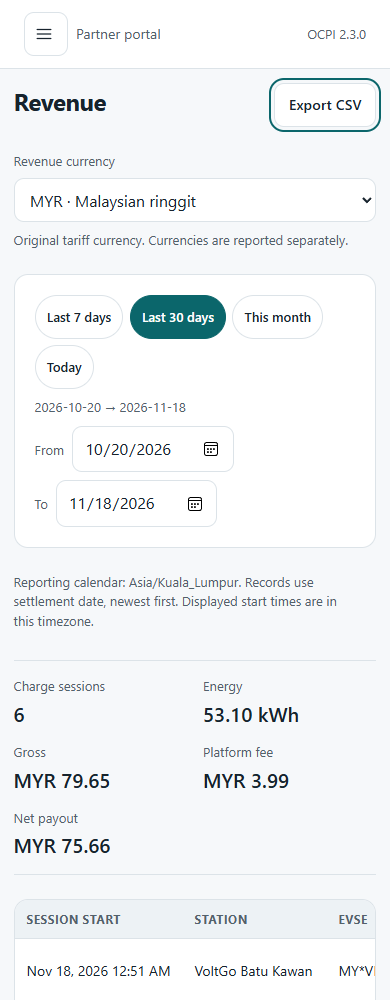 Partner portal
OCPI 2.3.0
Revenue
Export CSV
Revenue currency
MYR · Malaysian ringgit
Original tariff currency. Currencies are reported separately.
Last 7 days
Last 30 days
This month
Today
2026-10-20 → 2026-11-18
From 10/20/2026
To 11/18/2026
Reporting calendar: Asia/Kuala_Lumpur. Records use
settlement date, newest first. Displayed start times are in
this timezone.
Charge sessions
6
Energy
53.10 kWh
Gross
MYR 79.65
Platform fee
MYR 3.99
Net payout
MYR 75.66
SESSION START STATION EVSE
Nov 18, 2026 12:51 AM VoltGo Batu Kawan